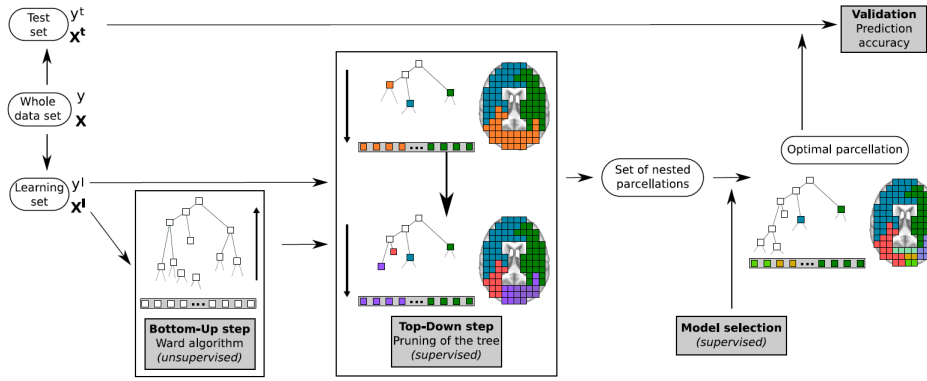 Test
set
y^t
X^t
Whole
data set
y
X
Learning
set
y^l
X^l
Bottom-Up step
Ward algorithm
(unsupervised)
Top-Down step
Pruning of the tree
(supervised)
Set of nested
parcellations
Model selection
(supervised)
Optimal parcellation
Validation
Prediction
accuracy